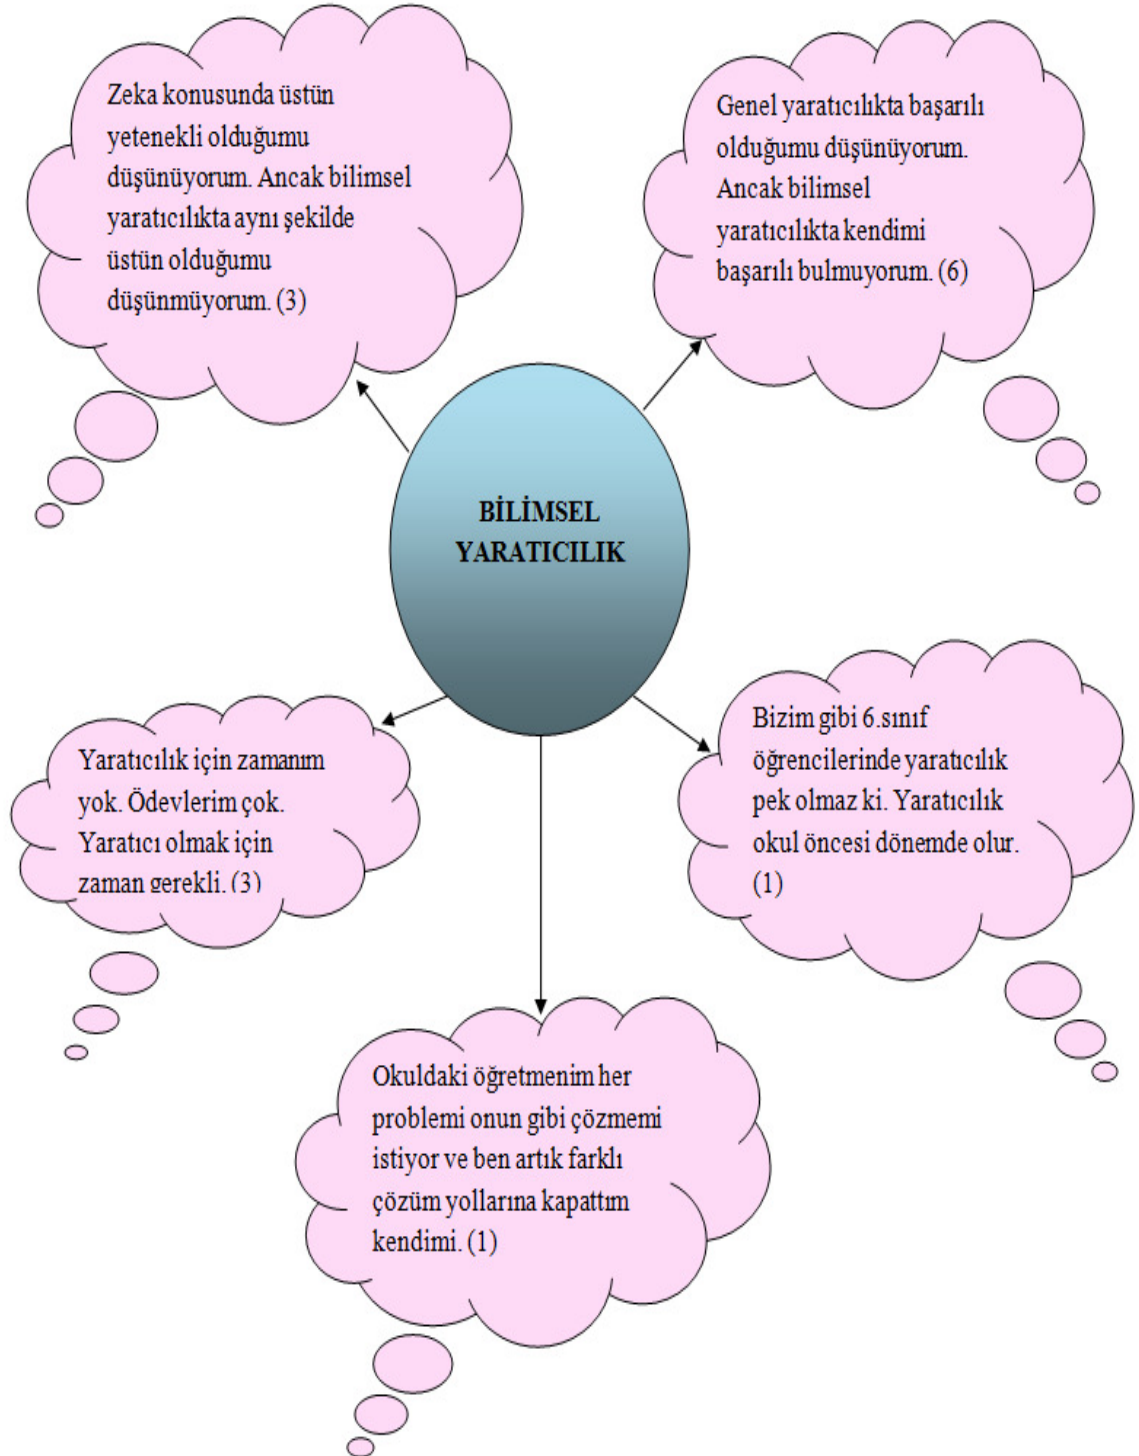 Zeka konusunda üstün
yetenekli olduğumu
düşünüyorum. Ancak bilimsel
yaratıcılıkta aynı şekilde
üstün olduğumu
düşünmüyorum. (3)
Genel yaratıcılıkta başarılı
olduğumu düşünüyorum.
Ancak bilimsel
yaratıcılıkta kendimi
başarılı bulmuyorum. (6)
BİLİMSEL
YARATICILIK
Yaratıcılık için zamanım
yok. Ödevlerim çok.
Yaratıcı olmak için
zaman gerekli. (3)
Bizim gibi 6.sınıf
öğrencilerinde yaratıcılık
pek olmaz ki. Yaratıcılık
okul öncesi dönemde olur.
(1)
Okuldaki öğretmenim her
problemi onun gibi çözmemi
istiyor ve ben artık farklı
çözüm yollarına kapattım
kendimi. (1)